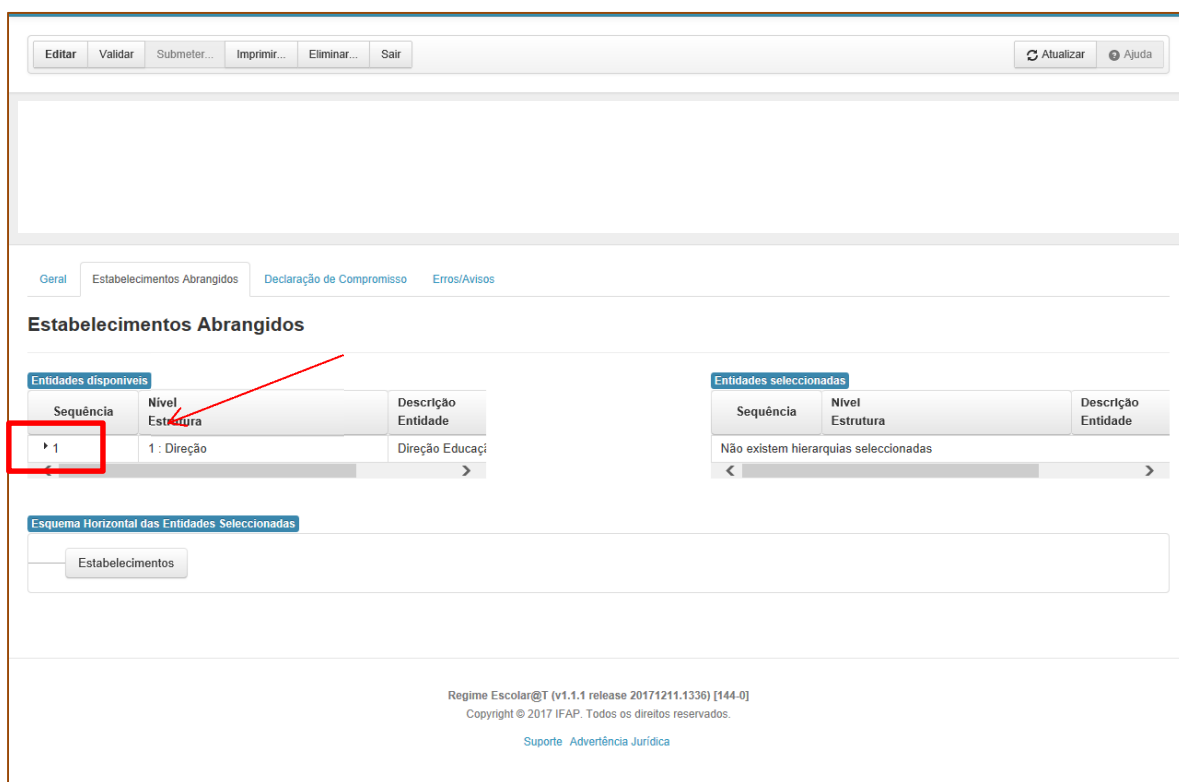 Editar Validar Submeter... Imprimir... Eliminar... Sair Atualizar Ajuda
Geral Estabelecimentos Abrangidos Declaração de Compromisso Erros/Avisos
Estabelecimentos Abrangidos
Entidades disponíveis
Sequência Nível Estrutura Descrição Entidade
1 1 : Direção Direção Educaçã
Entidades seleccionadas
Sequência Nível Estrutura Descrição Entidade
Não existem hierarquias seleccionadas
Esquema Horizontal das Entidades Seleccionadas
Estabelecimentos
Regime Escolar@T (v1.1.1 release 20171211.1336) [144-0]
Copyright © 2017 IFAP. Todos os direitos reservados.
Suporte Advertência Jurídica